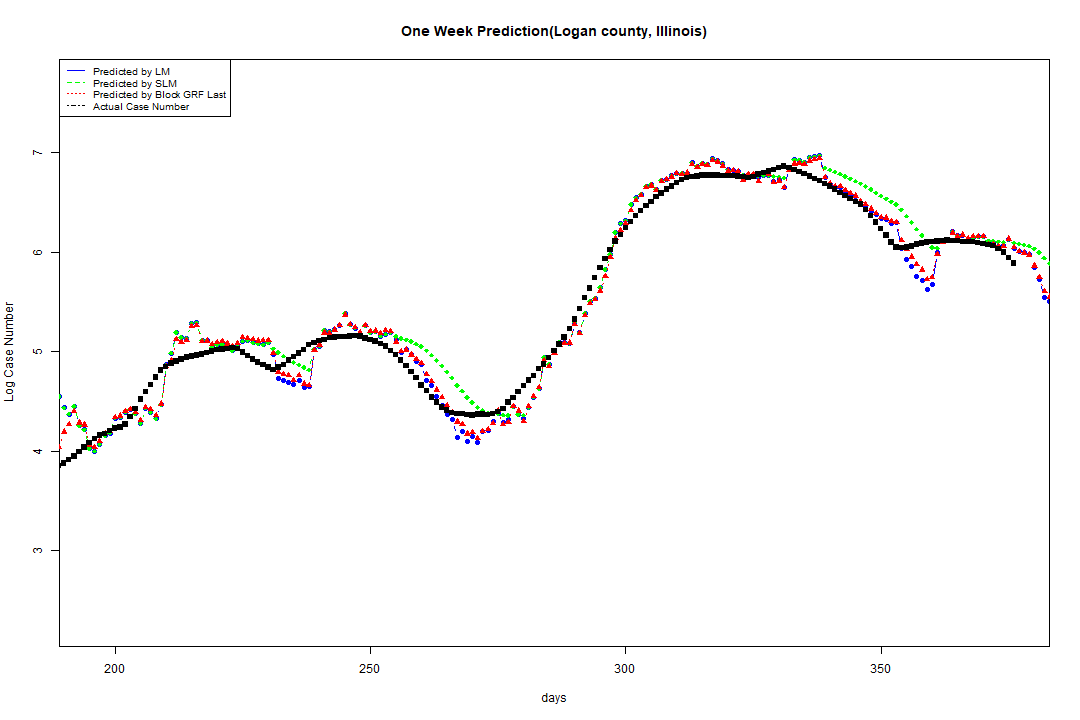 One Week Prediction(Logan county, Illinois)
Predicted by LM
Predicted by SLM
Predicted by Block GRF Last
Actual Case Number
7
6
5
4
3
Log Case Number
200 250 300 350
days